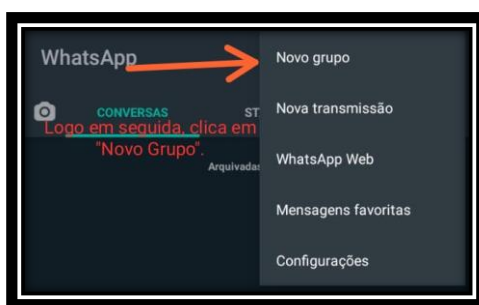 WhatsApp
Novo grupo
CONVERSAS ST
Nova transmissão
Logo em seguida, clica em
"Novo Grupo".
Arquivadas
WhatsApp Web
Mensagens favoritas
Configurações